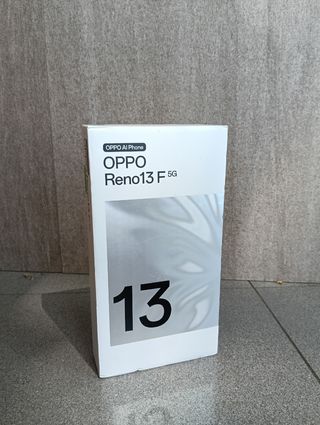 OPPO AI Phone
OPPO
Reno13 F 5G
13